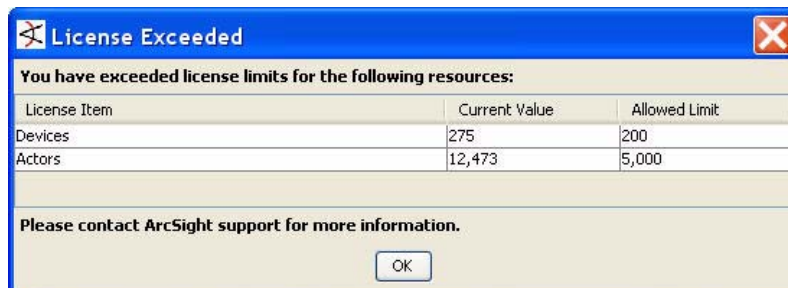 License Exceeded
You have exceeded license limits for the following resources:
License Item Current Value Allowed Limit
Devices 275 200
Actors 12,473 5,000
Please contact ArcSight support for more information.
OK